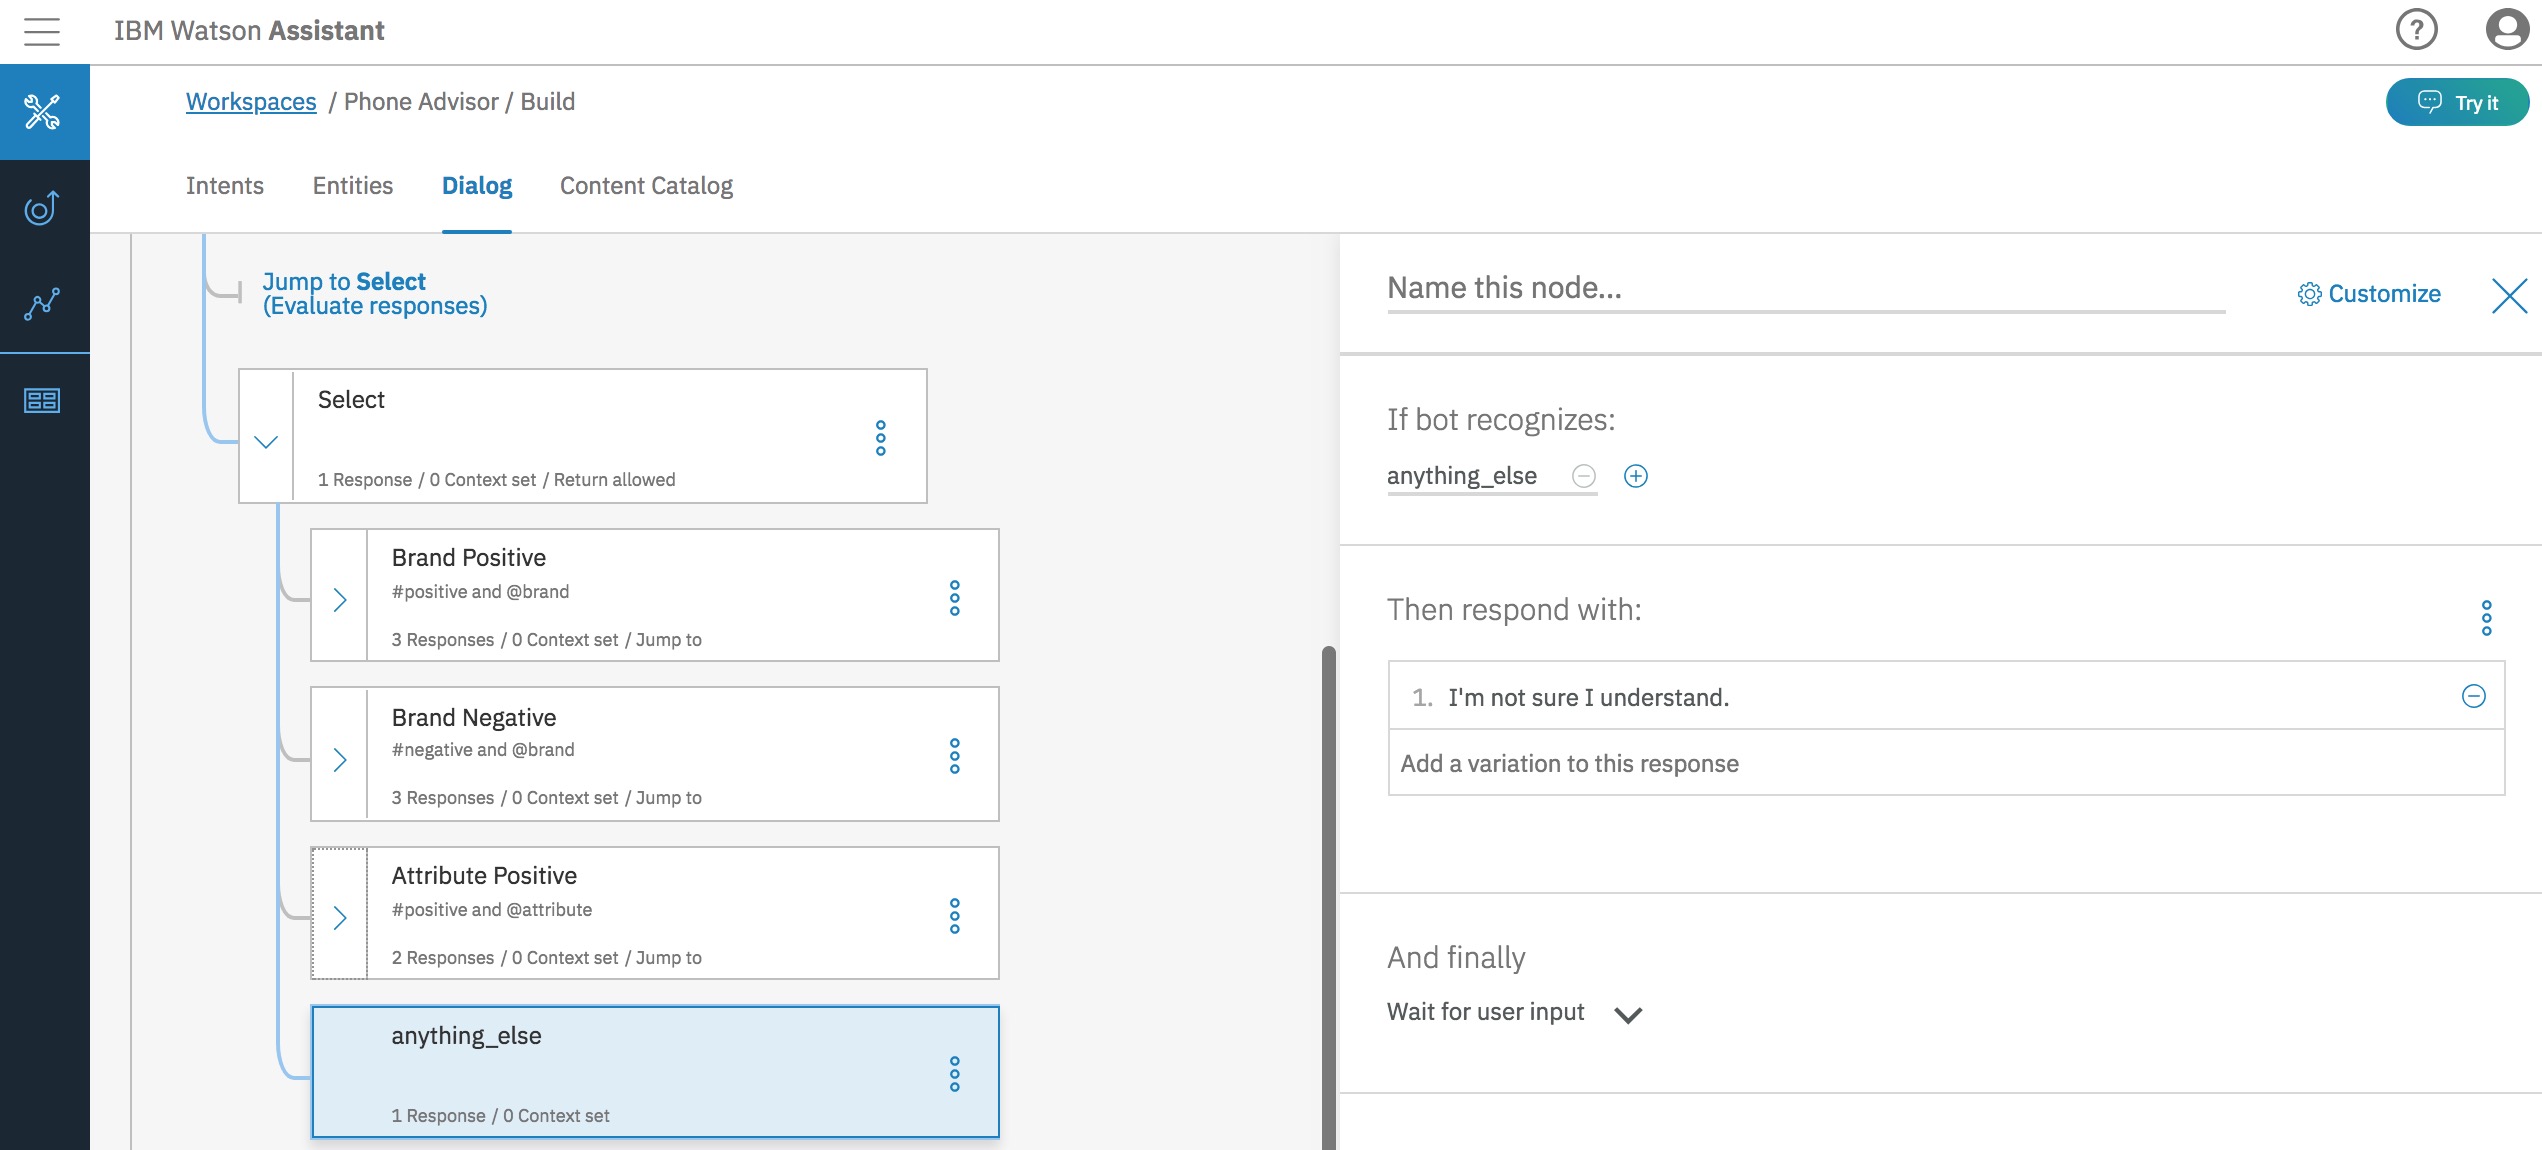 IBM Watson Assistant
?
Workspaces / Phone Advisor / Build
Try it
Intents
Entities
Dialog
Content Catalog
Jump to Select
(Evaluate responses)
Select
1 Response / 0 Context set / Return allowed
Brand Positive
#positive and @brand
3 Responses / 0 Context set / Jump to
Brand Negative
#negative and @brand
3 Responses / 0 Context set / Jump to
Attribute Positive
#positive and @attribute
2 Responses / 0 Context set / Jump to
anything_else
1 Response / 0 Context set
Name this node...
Customize
If bot recognizes:
anything_else
Then respond with:
1. I'm not sure I understand.
Add a variation to this response
And finally
Wait for user input